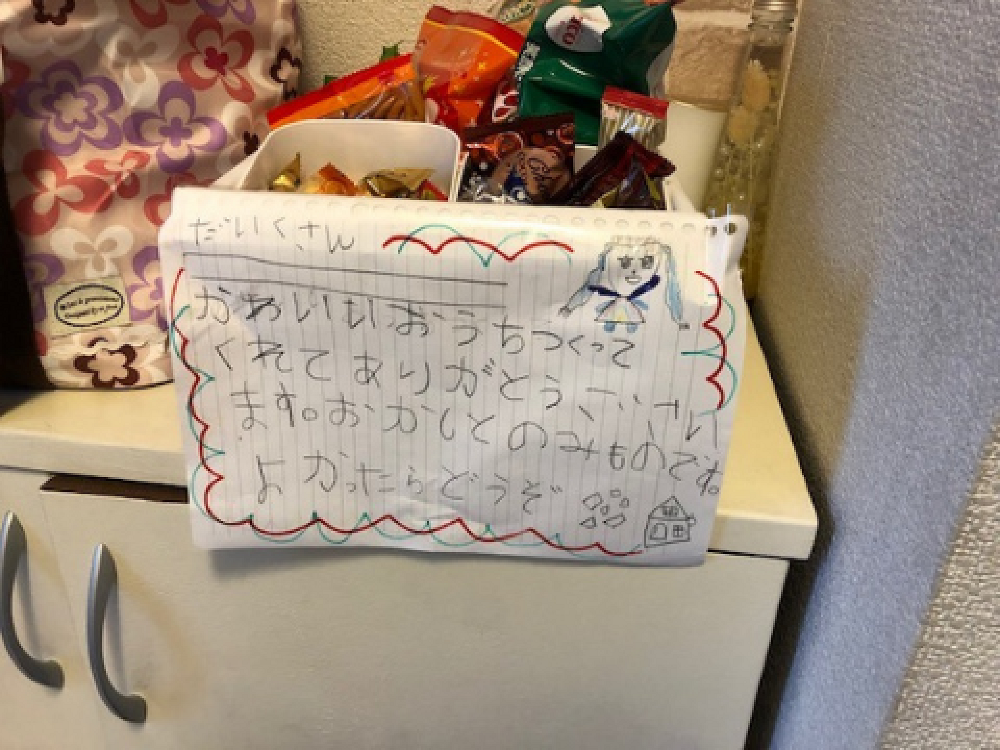 だいくさん
かわいいおうちつくって
くれてありがとうござい
ます。おかしとのみものです。
よかったらどうぞ